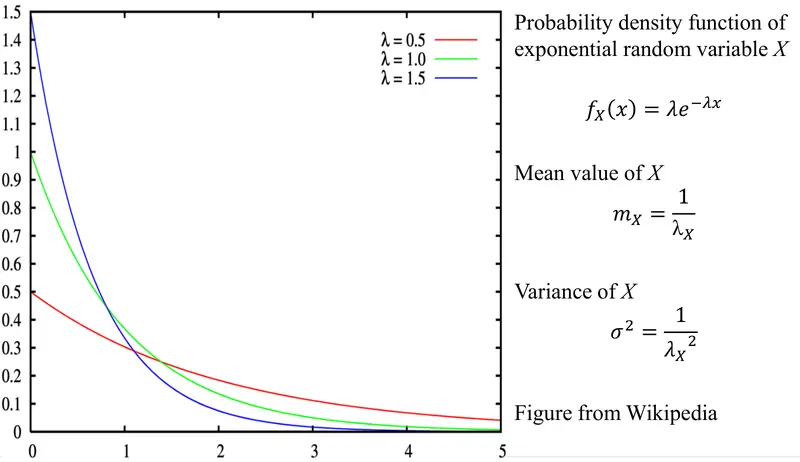 1.5
1.4
1.3
1.2
1.1
1
0.9
0.8
0.7
0.6
0.5
0.4
0.3
0.2
0.1
0
0 1 2 3 4 5
λ = 0.5
λ = 1.0
λ = 1.5
Probability density function of
exponential random variable X
f_X(x) = λe^{−λx}
Mean value of X
m_X = 1/λ_X
Variance of X
σ² = 1/λ_X²
Figure from Wikipedia